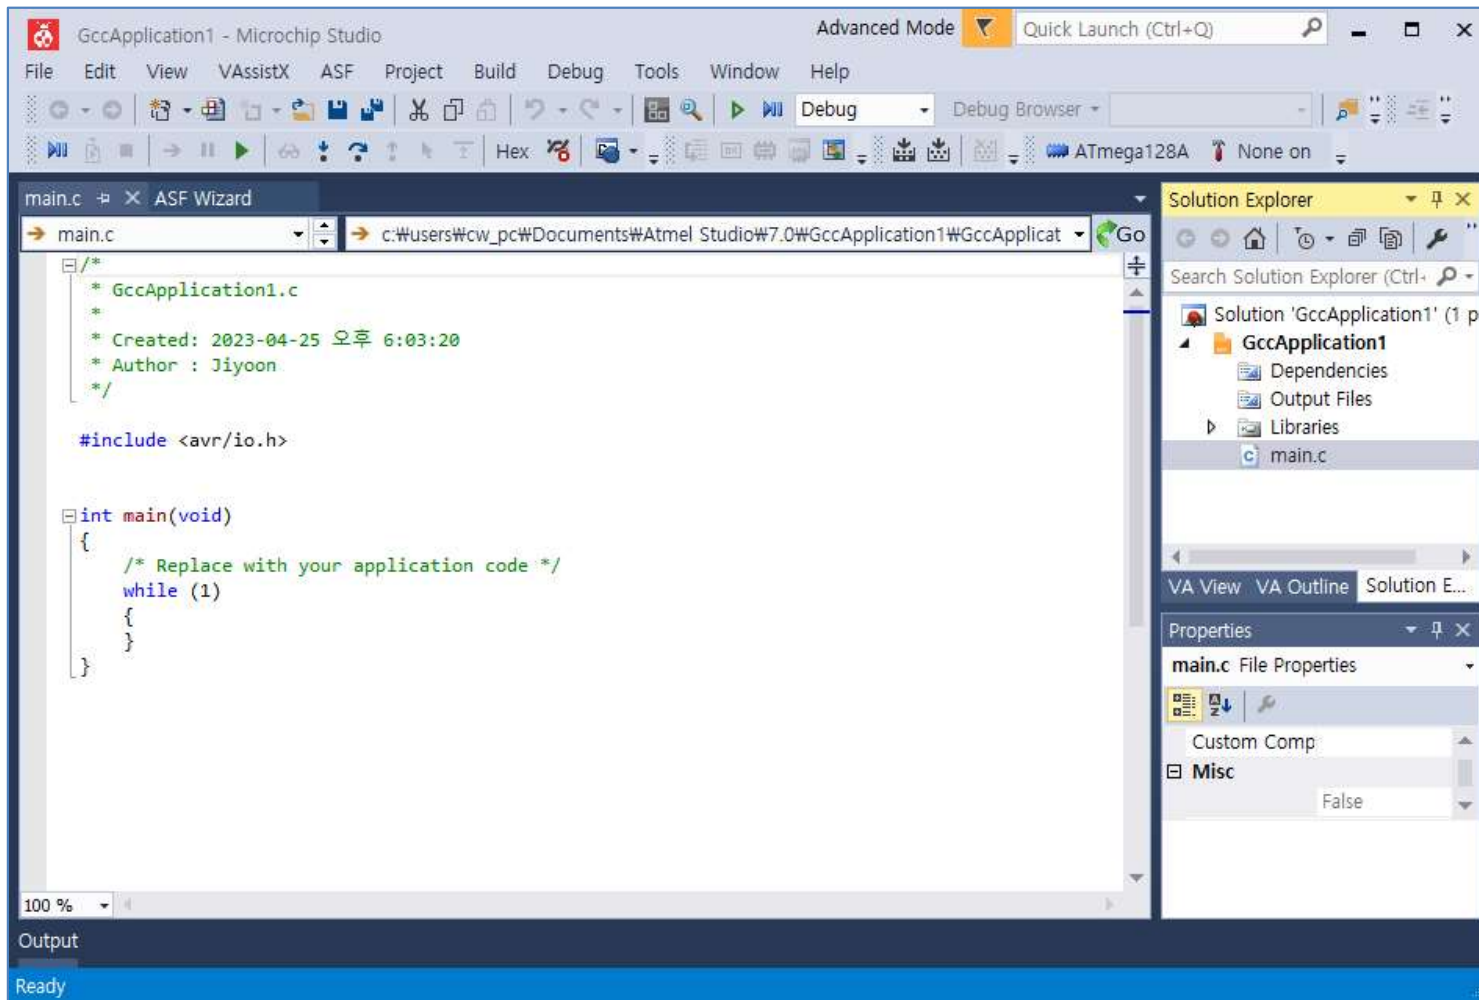 GccApplication1 - Microchip Studio
Advanced Mode
Quick Launch (Ctrl+Q)
File Edit View VAssistX ASF Project Build Debug Tools Window Help
Debug
Debug Browser
Hex
ATmega128A
None on
main.c
ASF Wizard
main.c
c:₩users₩cw_pc₩Documents₩Atmel Studio₩7.0₩GccApplication1₩GccApplicat
Go
/*
* GccApplication1.c
*
* Created: 2023-04-25 오후 6:03:20
* Author : Jiyoon
*/
#include <avr/io.h>
int main(void)
{
/* Replace with your application code */
while (1)
{
}
}
100 %
Solution Explorer
Search Solution Explorer (Ctrl
Solution 'GccApplication1' (1 p
GccApplication1
Dependencies
Output Files
Libraries
main.c
VA View VA Outline Solution E...
Properties
main.c File Properties
Custom Comp
Misc
False
Output
Ready